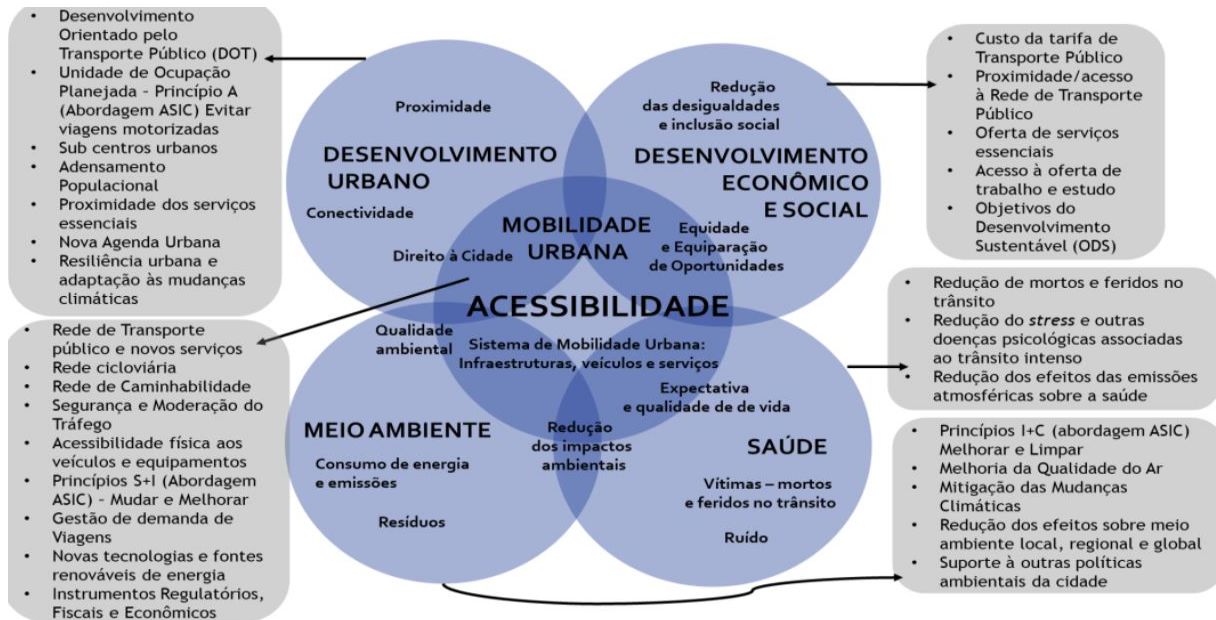 • Desenvolvimento
Orientado pelo
Transporte Público (DOT)
• Unidade de Ocupação
Planejada – Princípio A
(Abordagem ASIC) Evitar
viagens motorizadas
• Sub centros urbanos
• Adensamento
Populacional
• Proximidade dos serviços
essenciais
• Nova Agenda Urbana
• Resiliência urbana e
adaptação às mudanças
climáticas
• Rede de Transporte
público e novos serviços
• Rede cicloviária
• Rede de Caminhabilidade
• Segurança e Moderação do
Tráfego
• Acessibilidade física aos
veículos e equipamentos
• Princípios S+I (Abordagem
ASIC) – Mudar e Melhorar
• Gestão de demanda de
Viagens
• Novas tecnologias e fontes
renováveis de energia
• Instrumentos Regulatórios,
Fiscais e Econômicos
Proximidade
DESENVOLVIMENTO
URBANO
Conectividade
Direito à Cidade
Redução
das desigualdades
e inclusão social
DESENVOLVIMENTO
ECONÔMICO
E SOCIAL
Equidade
e Equiparação
de Oportunidades
MOBILIDADE
URBANA
ACESSIBILIDADE
Sistema de Mobilidade Urbana:
Infraestruturas, veículos e serviços
Qualidade
ambiental
Expectativa
e qualidade de de vida
MEIO AMBIENTE
Consumo de energia
e emissões
Resíduos
Redução
dos impactos
ambientais
SAÚDE
Vítimas – mortos
e feridos no trânsito
Ruído
• Custo da tarifa de
Transporte Público
• Proximidade/acesso
à Rede de Transporte
Público
• Oferta de serviços
essenciais
• Acesso à oferta de
trabalho e estudo
• Objetivos do
Desenvolvimento
Sustentável (ODS)
• Redução de mortos e feridos no
trânsito
• Redução do stress e outras
doenças psicológicas associadas
ao trânsito intenso
• Redução dos efeitos das emissões
atmosféricas sobre a saúde
• Princípios I+C (abordagem ASIC)
Melhorar e Limpar
• Melhoria da Qualidade do Ar
• Mitigação das Mudanças
Climáticas
• Redução dos efeitos sobre meio
ambiente local, regional e global
• Suporte à outras políticas
ambientais da cidade